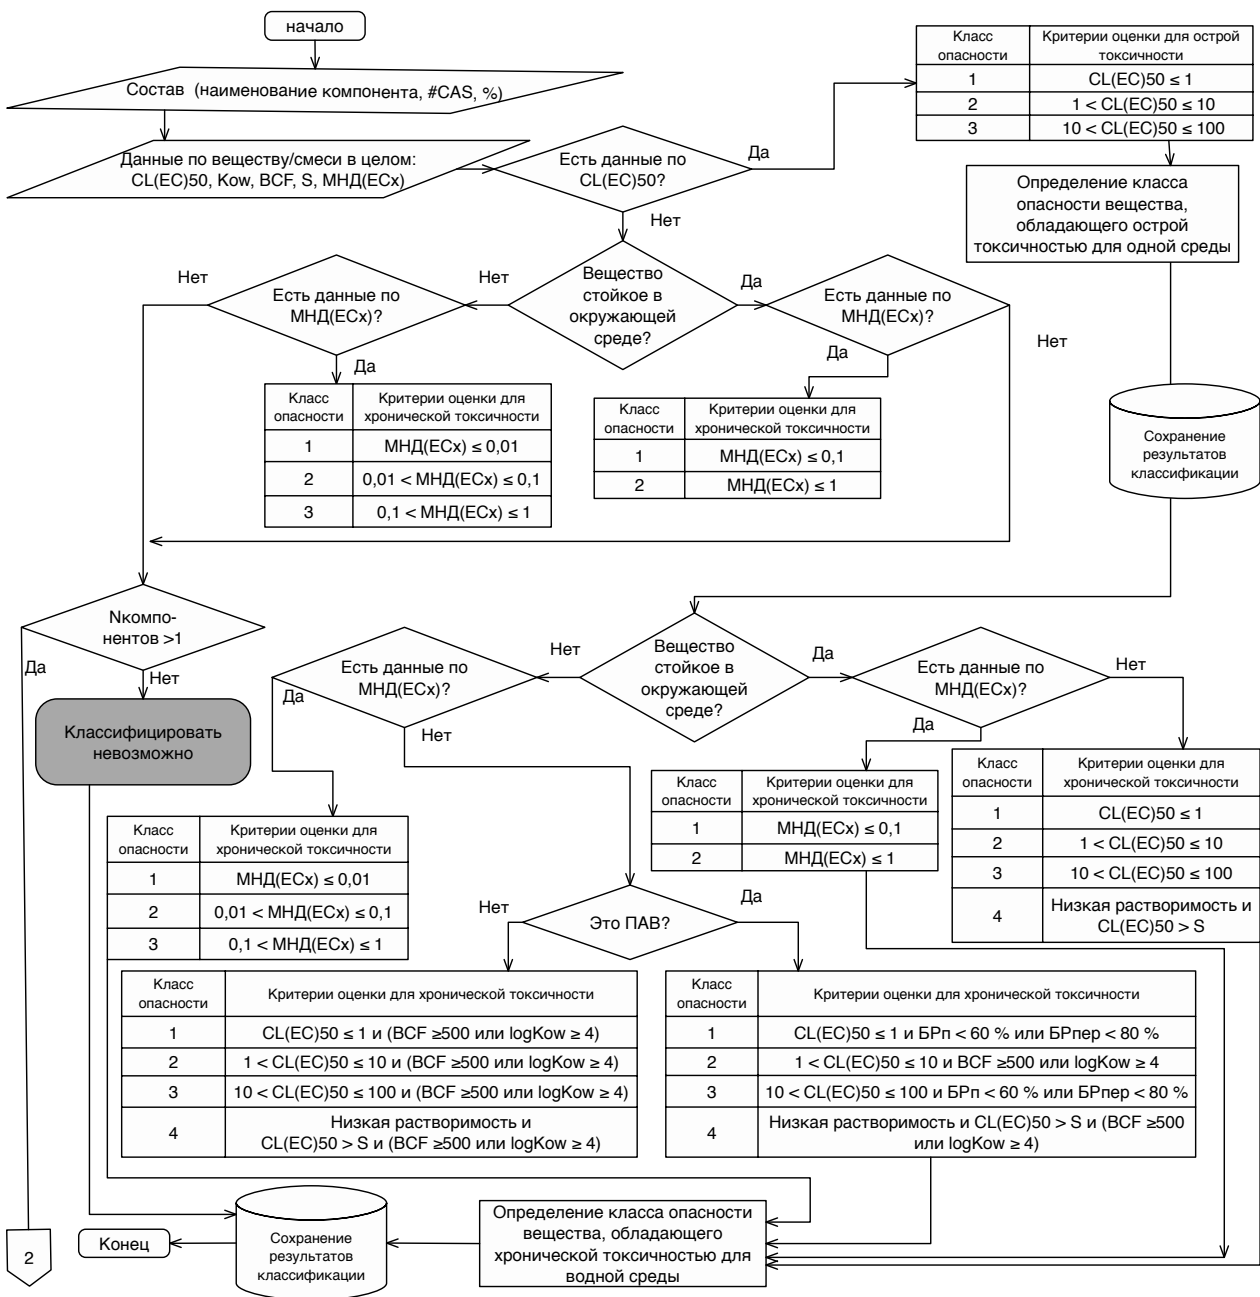 начало
Состав (наименование компонента, #CAS, %)
Данные по веществу/смеси в целом:
CL(EC)50, Kow, BCF, S, МНД(ECx)
Есть данные по
CL(EC)50?
Да
Нет
Класс
опасности
Критерии оценки для острой
токсичности
1
CL(EC)50 ≤ 1
2
1 < CL(EC)50 ≤ 10
3
10 < CL(EC)50 ≤ 100
Определение класса
опасности вещества,
обладающего острой
токсичностью для одной среды
Сохранение
результатов
классификации
Вещество
стойкое в
окружающей
среде?
Нет
Да
Есть данные по
МНД(ECx)?
Нет
Да
Есть данные по
МНД(ECx)?
Да
Нет
Класс
опасности
Критерии оценки для
хронической токсичности
1
МНД(ECx) ≤ 0,01
2
0,01 < МНД(ECx) ≤ 0,1
3
0,1 < МНД(ECx) ≤ 1
Класс
опасности
Критерии оценки для
хронической токсичности
1
МНД(ECx) ≤ 0,1
2
МНД(ECx) ≤ 1
Nкомпо-
нентов >1
Да
Нет
Классифицировать
невозможно
Вещество
стойкое в
окружающей
среде?
Нет
Да
Есть данные по
МНД(ECx)?
Да
Нет
Есть данные по
МНД(ECx)?
Нет
Да
Класс
опасности
Критерии оценки для
хронической токсичности
1
МНД(ECx) ≤ 0,1
2
МНД(ECx) ≤ 1
Класс
опасности
Критерии оценки для
хронической токсичности
1
CL(EC)50 ≤ 1
2
1 < CL(EC)50 ≤ 10
3
10 < CL(EC)50 ≤ 100
4
Низкая растворимость и
CL(EC)50 > S
Класс
опасности
Критерии оценки для
хронической токсичности
1
МНД(ECx) ≤ 0,01
2
0,01 < МНД(ECx) ≤ 0,1
3
0,1 < МНД(ECx) ≤ 1
Это ПАВ?
Нет
Да
Класс
опасности
Критерии оценки для хронической токсичности
1
CL(EC)50 ≤ 1 и (BCF ≥500 или logKow ≥ 4)
2
1 < CL(EC)50 ≤ 10 и (BCF ≥500 или logKow ≥ 4)
3
10 < CL(EC)50 ≤ 100 и (BCF ≥500 или logKow ≥ 4)
4
Низкая растворимость и
CL(EC)50 > S и (BCF ≥500 или logKow ≥ 4)
Класс
опасности
Критерии оценки для хронической токсичности
1
CL(EC)50 ≤ 1 и БРп < 60 % или БРпер < 80 %
2
1 < CL(EC)50 ≤ 10 и BCF ≥500 или logKow ≥ 4
3
10 < CL(EC)50 ≤ 100 и БРп < 60 % или БРпер < 80 %
4
Низкая растворимость и CL(EC)50 > S и (BCF ≥500
или logKow ≥ 4)
Определение класса опасности
вещества, обладающего
хронической токсичностью для
водной среды
Сохранение
результатов
классификации
Конец
2